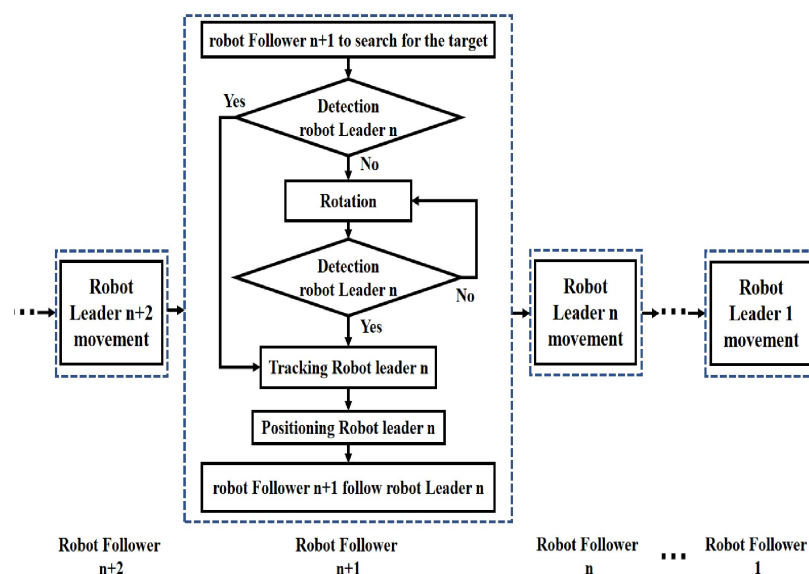 robot Follower n+1 to search for the target
Yes
Detection
robot Leader n
No
Rotation
Detection
robot Leader n
No
Yes
Tracking Robot leader n
Positioning Robot leader n
robot Follower n+1 follow robot Leader n
Robot
Leader n+2
movement
Robot
Leader n
movement
Robot
Leader 1
movement
Robot Follower
n+2
Robot Follower
n+1
Robot Follower
n
Robot Follower
1